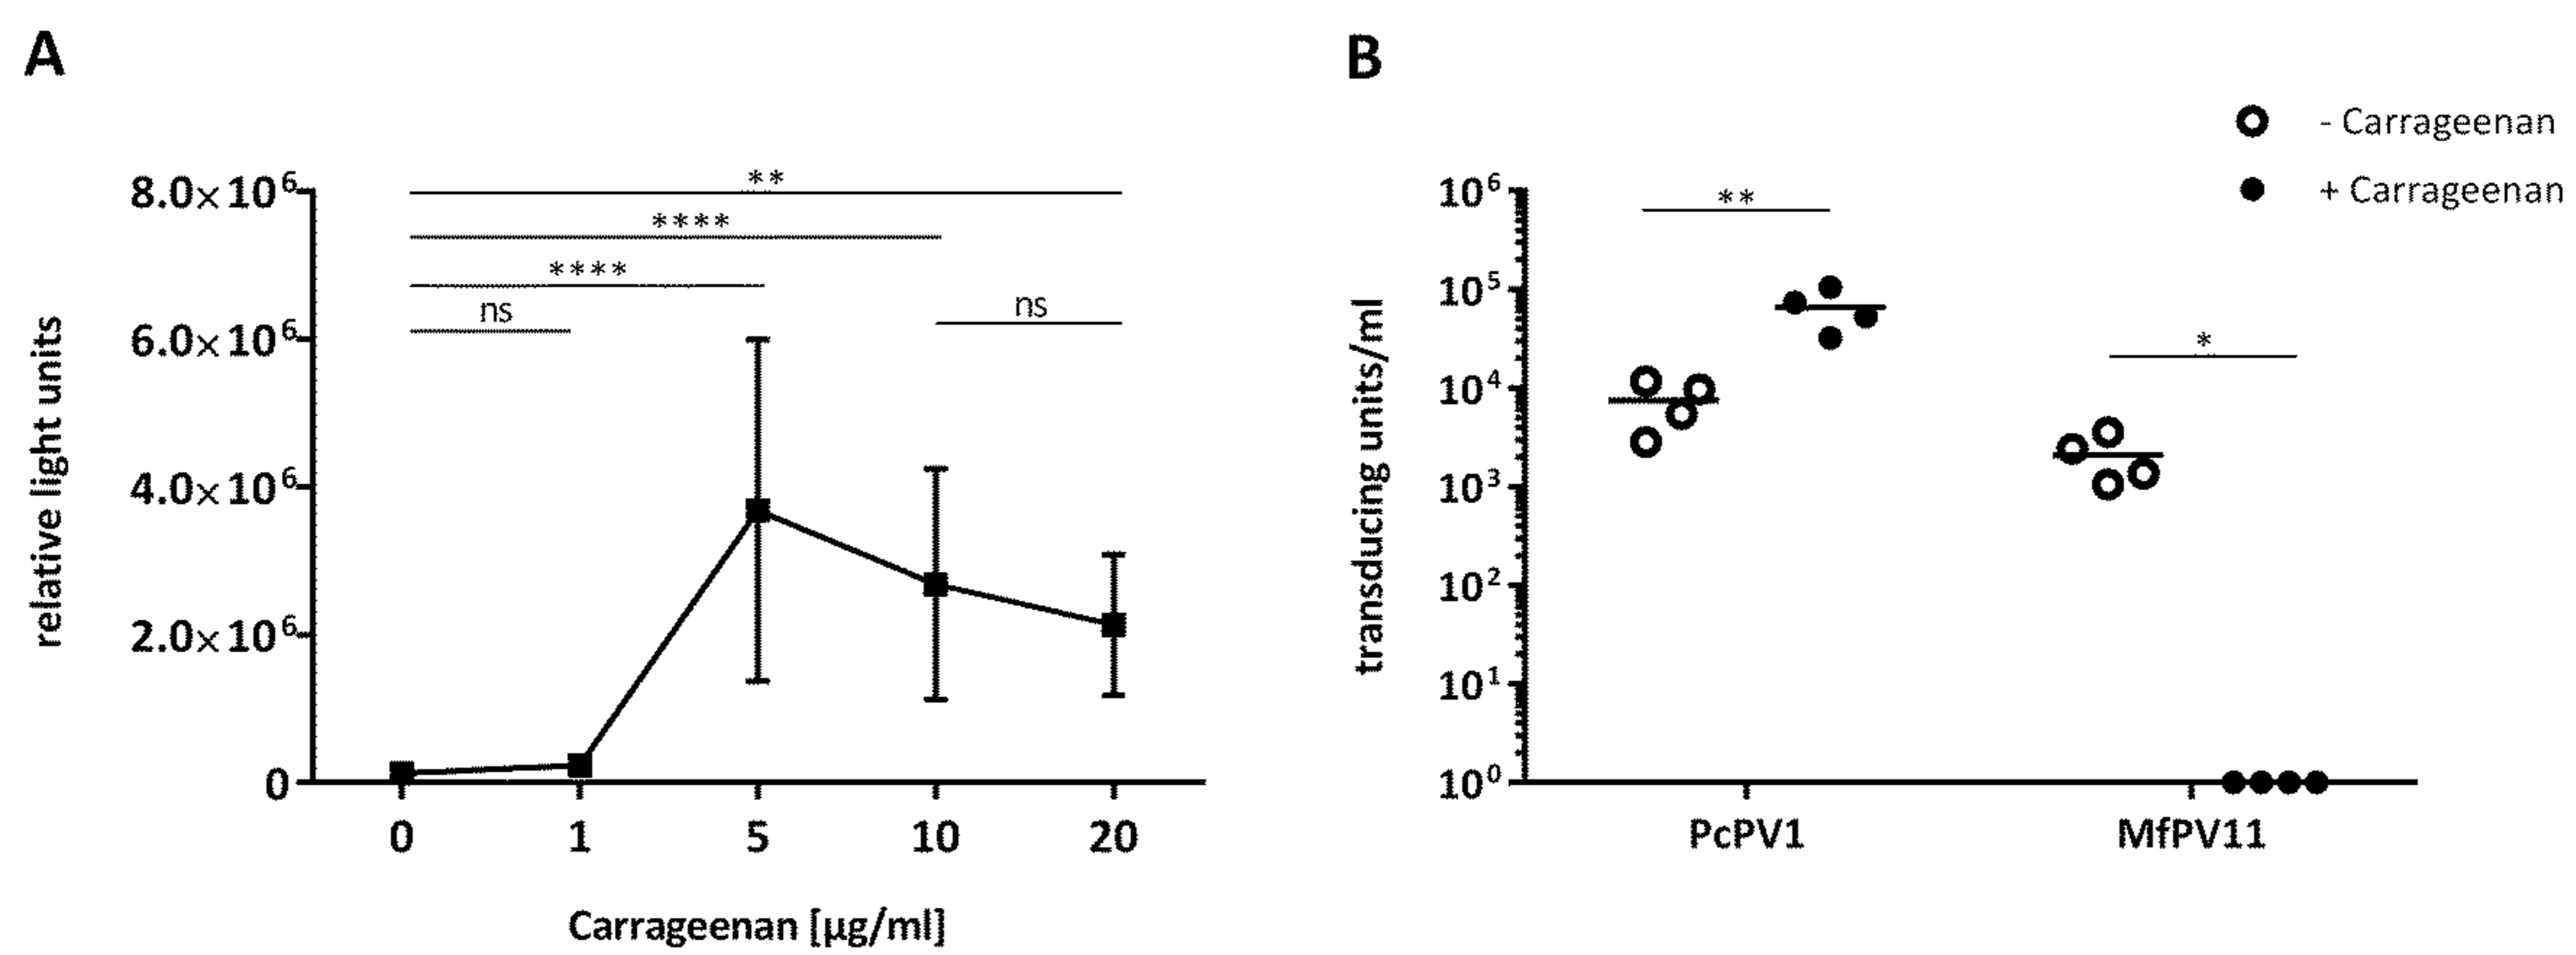 A
8.0×10⁶
6.0×10⁶
4.0×10⁶
2.0×10⁶
0
relative light units
**
****
****
ns
ns
0 1 5 10 20
Carrageenan [µg/ml]
B
- Carrageenan
+ Carrageenan
10⁶
10⁵
10⁴
10³
10²
10¹
10⁰
transducing units/ml
**
*
PcPV1 MfPV11